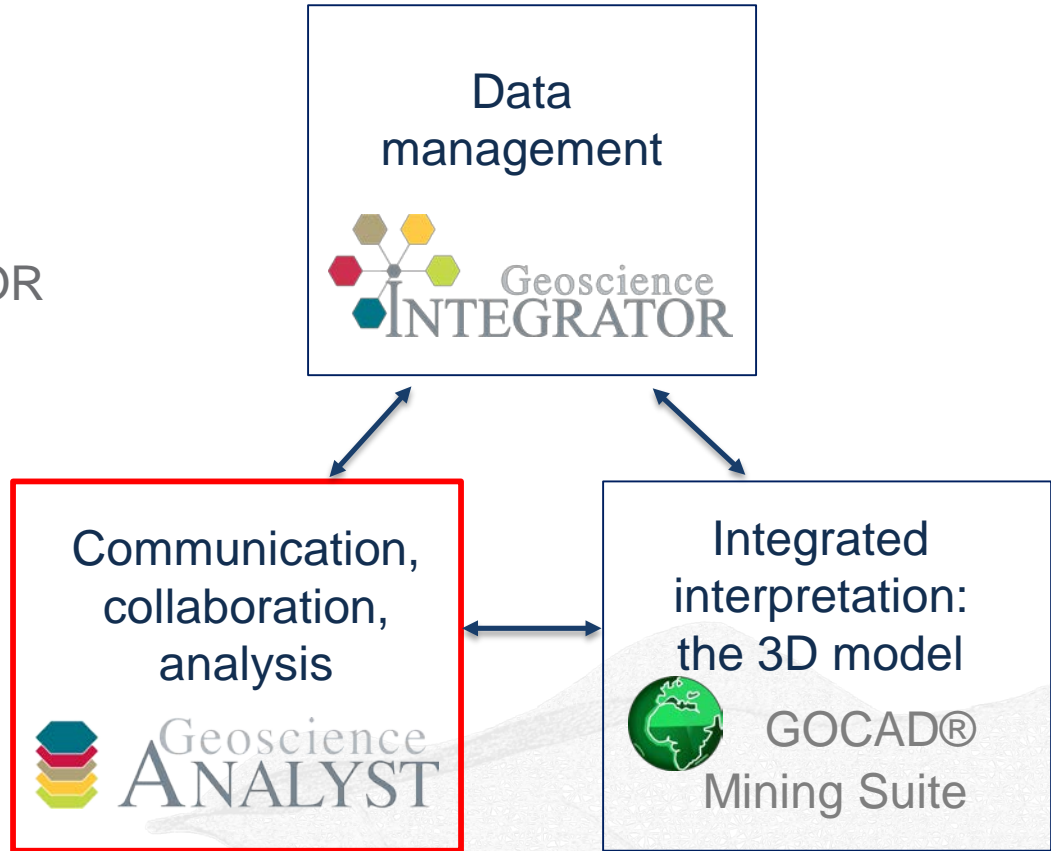 Data
management
Geoscience
INTEGRATOR
OR
Communication,
collaboration,
analysis
Geoscience
ANALYST
Integrated
interpretation:
the 3D model
GOCAD®
Mining Suite